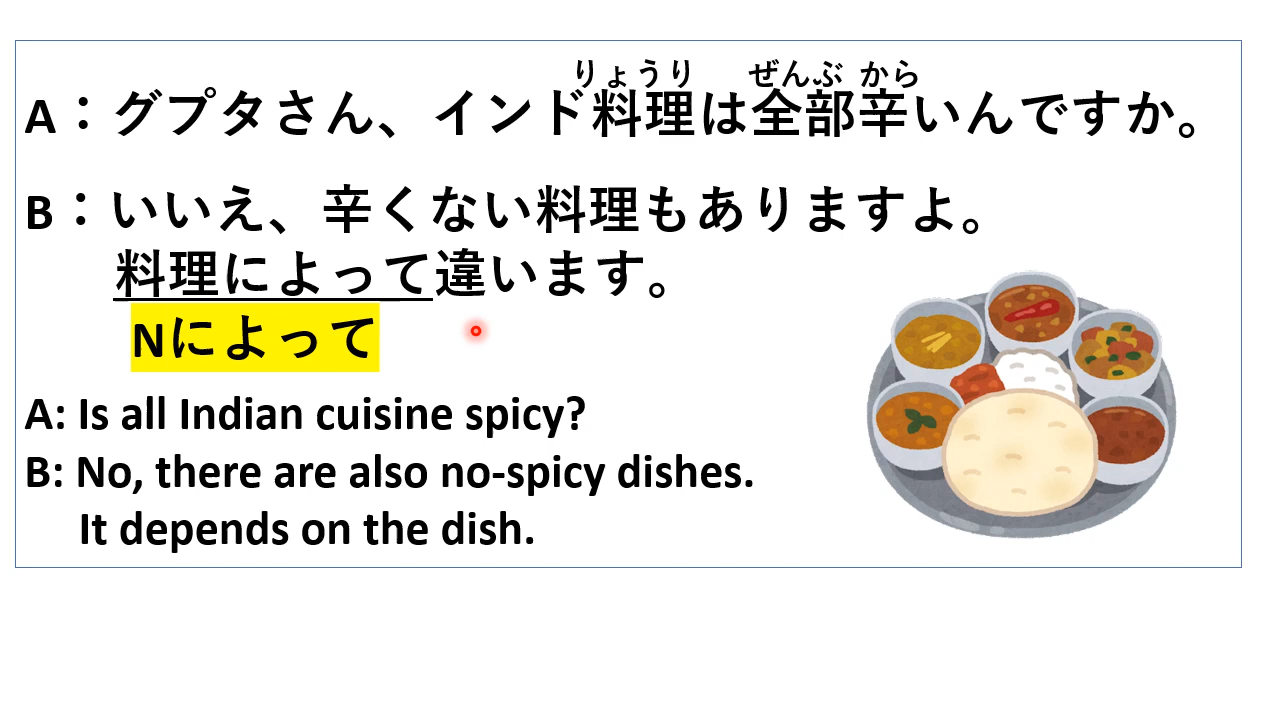 りょうり ぜんぶ から
A：グプタさん、インド料理は全部辛いんですか。
B：いいえ、辛くない料理もありますよ。
料理によって違います。
Nによって
A: Is all Indian cuisine spicy?
B: No, there are also no-spicy dishes.
It depends on the dish.